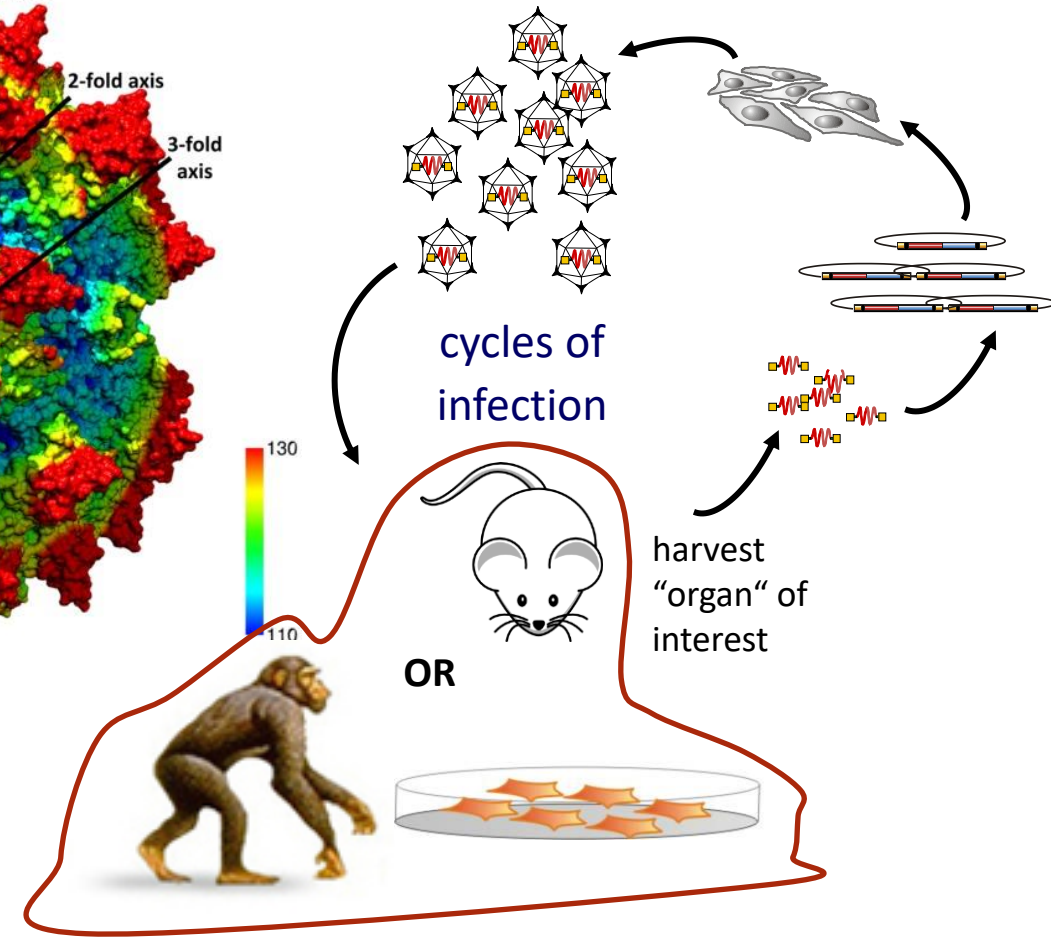 2-fold axis
3-fold
axis
cycles of
infection
130
110
harvest
“organ“ of
interest
OR